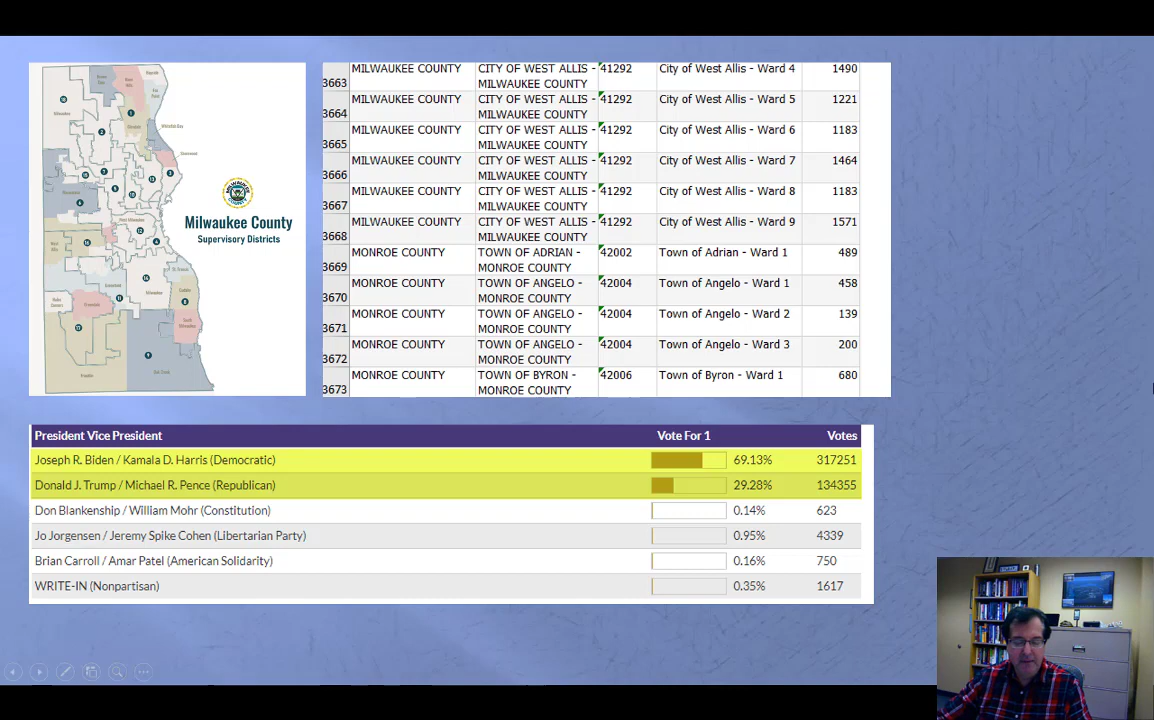 Milwaukee County
Supervisory Districts
3663 MILWAUKEE COUNTY CITY OF WEST ALLIS - MILWAUKEE COUNTY 41292 City of West Allis - Ward 4 1490
3664 MILWAUKEE COUNTY CITY OF WEST ALLIS - MILWAUKEE COUNTY 41292 City of West Allis - Ward 5 1221
3665 MILWAUKEE COUNTY CITY OF WEST ALLIS - MILWAUKEE COUNTY 41292 City of West Allis - Ward 6 1183
3666 MILWAUKEE COUNTY CITY OF WEST ALLIS - MILWAUKEE COUNTY 41292 City of West Allis - Ward 7 1464
3667 MILWAUKEE COUNTY CITY OF WEST ALLIS - MILWAUKEE COUNTY 41292 City of West Allis - Ward 8 1183
3668 MILWAUKEE COUNTY CITY OF WEST ALLIS - MILWAUKEE COUNTY 41292 City of West Allis - Ward 9 1571
3669 MONROE COUNTY TOWN OF ADRIAN - MONROE COUNTY 42002 Town of Adrian - Ward 1 489
3670 MONROE COUNTY TOWN OF ANGELO - MONROE COUNTY 42004 Town of Angelo - Ward 1 458
3671 MONROE COUNTY TOWN OF ANGELO - MONROE COUNTY 42004 Town of Angelo - Ward 2 139
3672 MONROE COUNTY TOWN OF ANGELO - MONROE COUNTY 42004 Town of Angelo - Ward 3 200
3673 MONROE COUNTY TOWN OF BYRON - MONROE COUNTY 42006 Town of Byron - Ward 1 680
President Vice President Vote For 1 Votes
Joseph R. Biden / Kamala D. Harris (Democratic) 69.13% 317251
Donald J. Trump / Michael R. Pence (Republican) 29.28% 134355
Don Blankenship / William Mohr (Constitution) 0.14% 623
Jo Jorgensen / Jeremy Spike Cohen (Libertarian Party) 0.95% 4339
Brian Carroll / Amar Patel (American Solidarity) 0.16% 750
WRITE-IN (Nonpartisan) 0.35% 1617